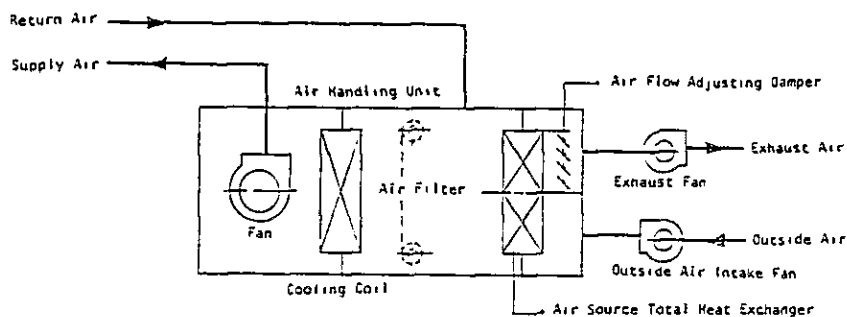 Return Air
Supply Air
Air Flow Adjusting Damper
Air Handling Unit
Exhaust Air
Air Filter
Exhaust Fan
Fan
Outside Air
Outside Air Intake Fan
Cooling Coil
Air Source Total Heat Exchanger